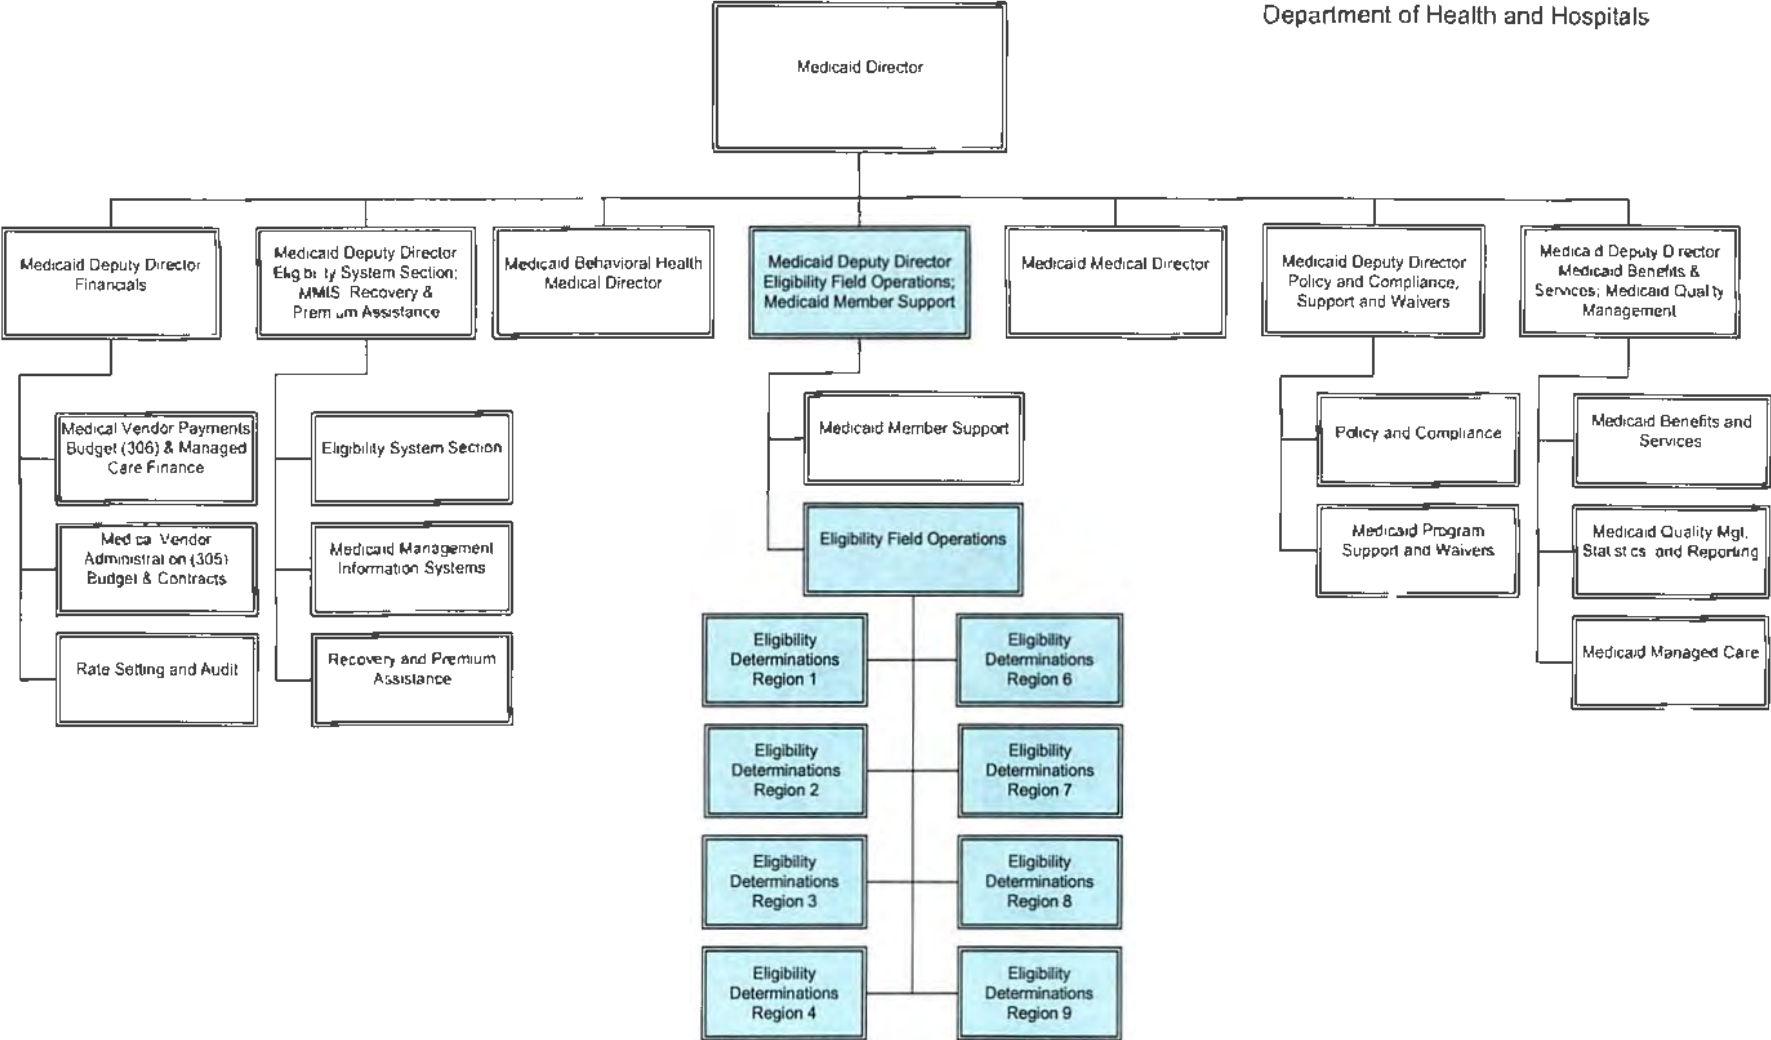 Department of Health and Hospitals
Medicaid Director
Medicaid Deputy Director
Financials
Medicaid Deputy Director
Eligibility System Section;
MMIS Recovery &
Premium Assistance
Medicaid Behavioral Health
Medical Director
Medicaid Deputy Director
Eligibility Field Operations;
Medicaid Member Support
Medicaid Medical Director
Medicaid Deputy Director
Policy and Compliance,
Support and Waivers
Medicaid Deputy Director
Medicaid Benefits &
Services; Medicaid Quality
Management
Medical Vendor Payments
Budget (306) & Managed
Care Finance
Medical Vendor
Administration (305)
Budget & Contracts
Rate Setting and Audit
Eligibility System Section
Medicaid Management
Information Systems
Recovery and Premium
Assistance
Medicaid Member Support
Eligibility Field Operations
Eligibility
Determinations
Region 1
Eligibility
Determinations
Region 6
Eligibility
Determinations
Region 2
Eligibility
Determinations
Region 7
Eligibility
Determinations
Region 3
Eligibility
Determinations
Region 8
Eligibility
Determinations
Region 4
Eligibility
Determinations
Region 9
Policy and Compliance
Medicaid Program
Support and Waivers
Medicaid Benefits and
Services
Medicaid Quality Mgt,
Statistics and Reporting
Medicaid Managed Care